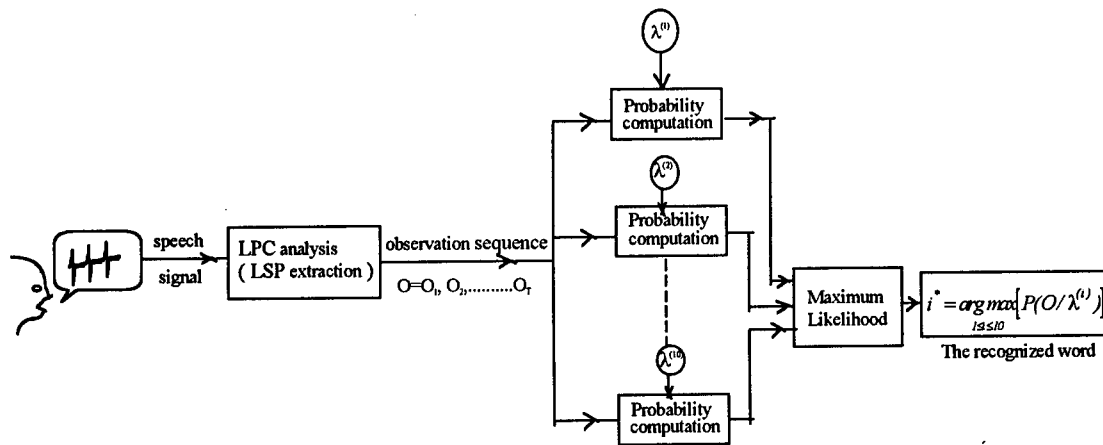 λ(1)
Probability
computation
λ(2)
Probability
computation
speech
signal
LPC analysis
( LSP extraction )
observation sequence
O=O1, O2,..........OT
Maximum
Likelihood
i* = arg max[P(O/λ(i))]
1≤i≤10
The recognized word
λ(10)
Probability
computation